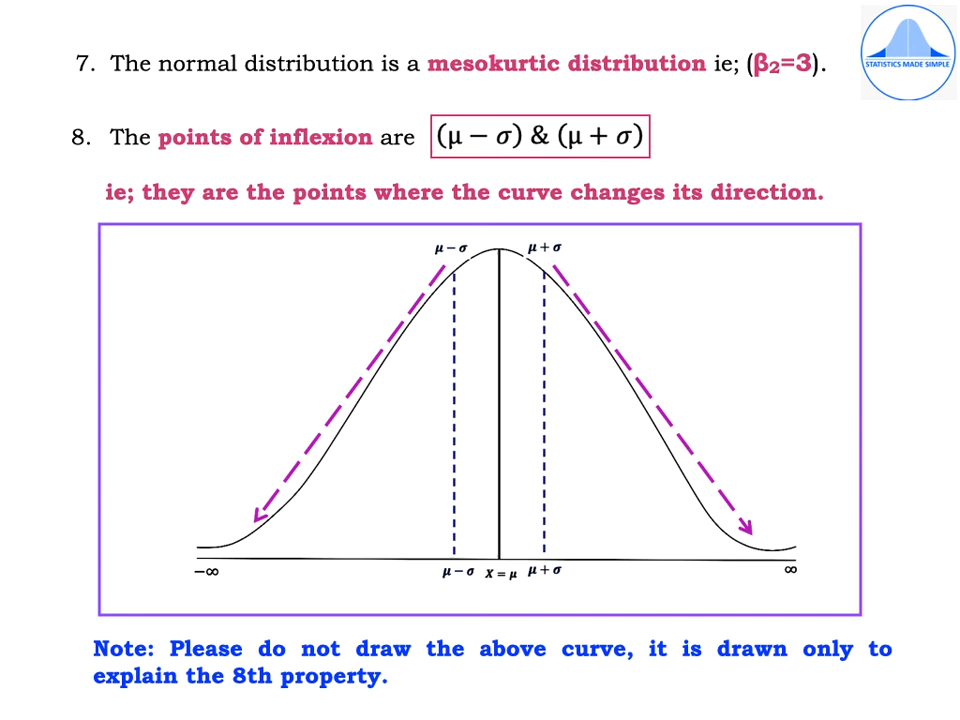 STATISTICS MADE SIMPLE
7. The normal distribution is a mesokurtic distribution ie; (β₂=3).
8. The points of inflexion are (μ − σ) & (μ + σ)
ie; they are the points where the curve changes its direction.
μ − σ μ + σ
−∞ μ − σ X = μ μ + σ ∞
Note: Please do not draw the above curve, it is drawn only to
explain the 8th property.